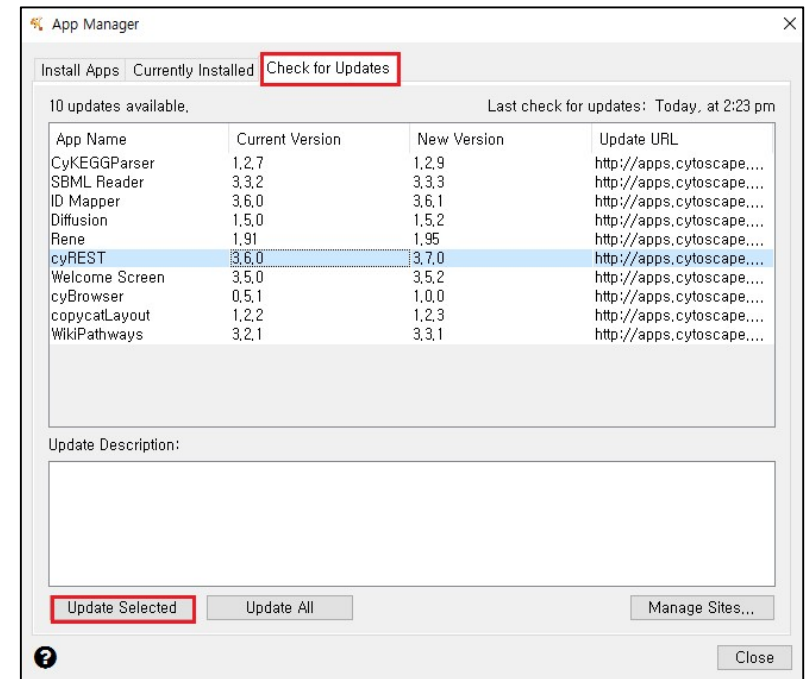 App Manager
Install Apps Currently Installed Check for Updates
10 updates available. Last check for updates: Today, at 2:23 pm
App Name Current Version New Version Update URL
CyKEGGParser 1.2.7 1.2.9 http://apps.cytoscape....
SBML Reader 3.3.2 3.3.3 http://apps.cytoscape....
ID Mapper 3.6.0 3.6.1 http://apps.cytoscape....
Diffusion 1.5.0 1.5.2 http://apps.cytoscape....
Rene 1.91 1.95 http://apps.cytoscape....
cyREST 3.6.0 3.7.0 http://apps.cytoscape....
Welcome Screen 3.5.0 3.5.2 http://apps.cytoscape....
cyBrowser 0.5.1 1.0.0 http://apps.cytoscape....
copycatLayout 1.2.2 1.2.3 http://apps.cytoscape....
WikiPathways 3.2.1 3.3.1 http://apps.cytoscape....
Update Description:
Update Selected Update All Manage Sites...
? Close